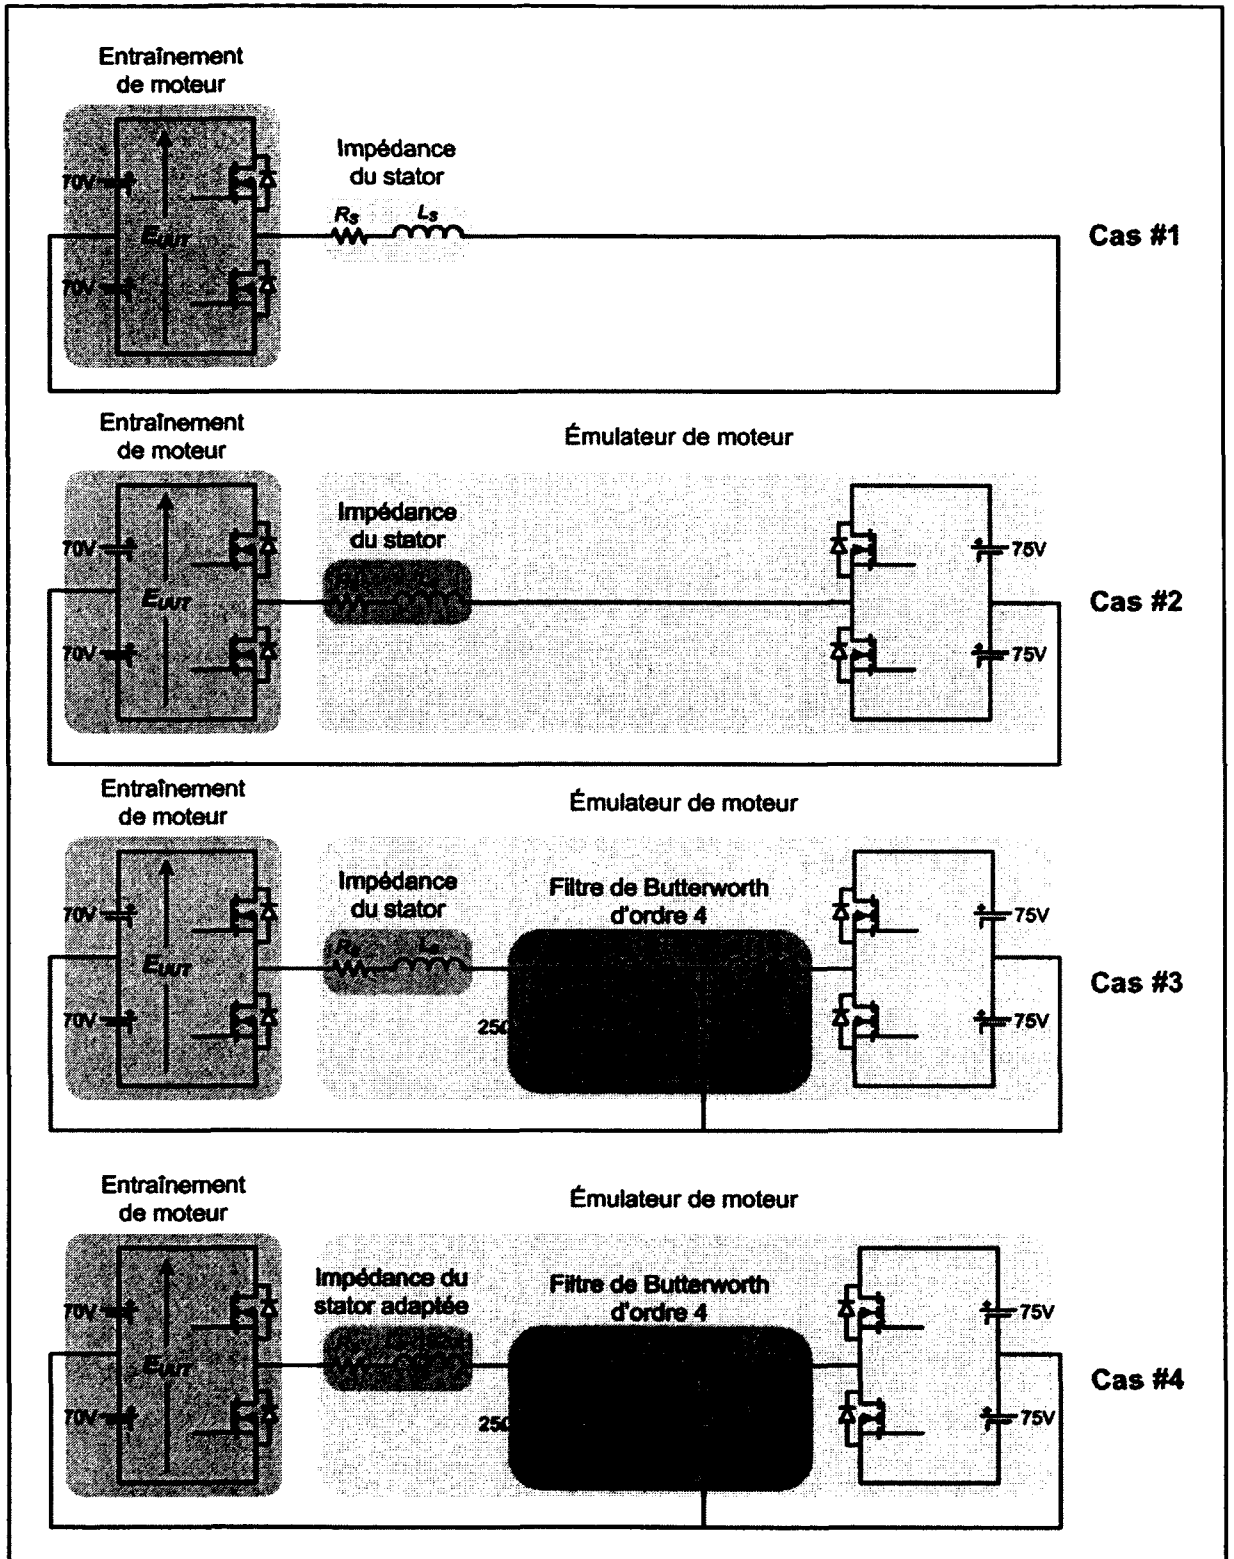 Entraînement
de moteur
Impédance
du stator
70V
Rs
Ls
EUUT
Cas #1
70V
Entraînement
de moteur
Émulateur de moteur
Impédance
du stator
70V
75V
EUUT
Cas #2
70V
75V
Entraînement
de moteur
Émulateur de moteur
Impédance
du stator
Filtre de Butterworth
d'ordre 4
70V
75V
Rs
Ls
EUUT
Cas #3
70V
25Ω
75V
Entraînement
de moteur
Émulateur de moteur
Impédance du
stator adaptée
Filtre de Butterworth
d'ordre 4
70V
75V
EUUT
Cas #4
70V
75V